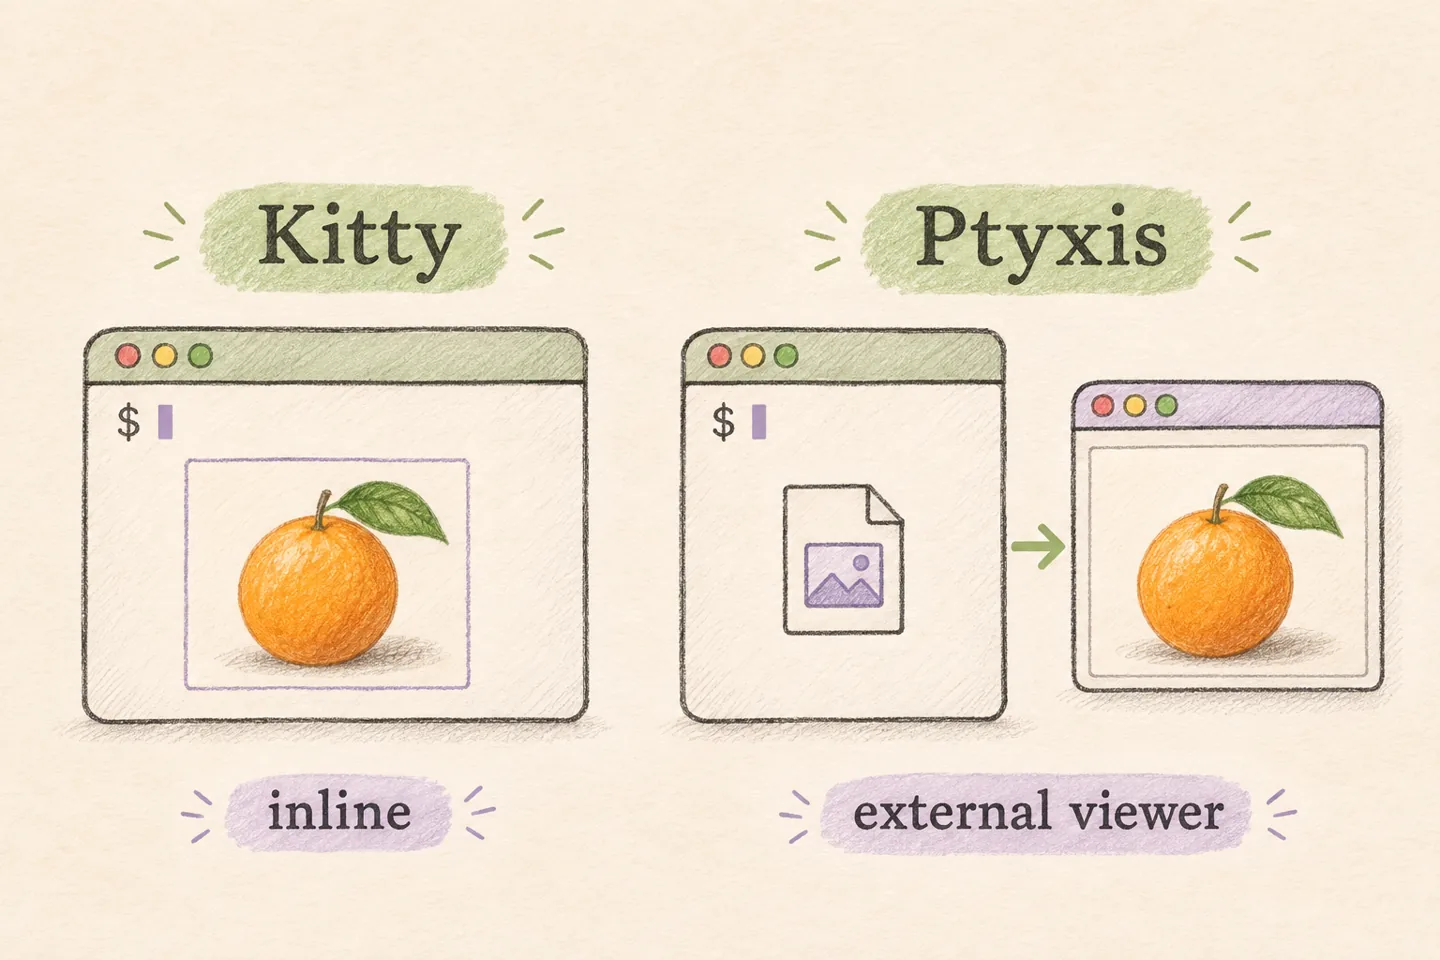 Kitty
Ptyxis
$
$
inline
external viewer